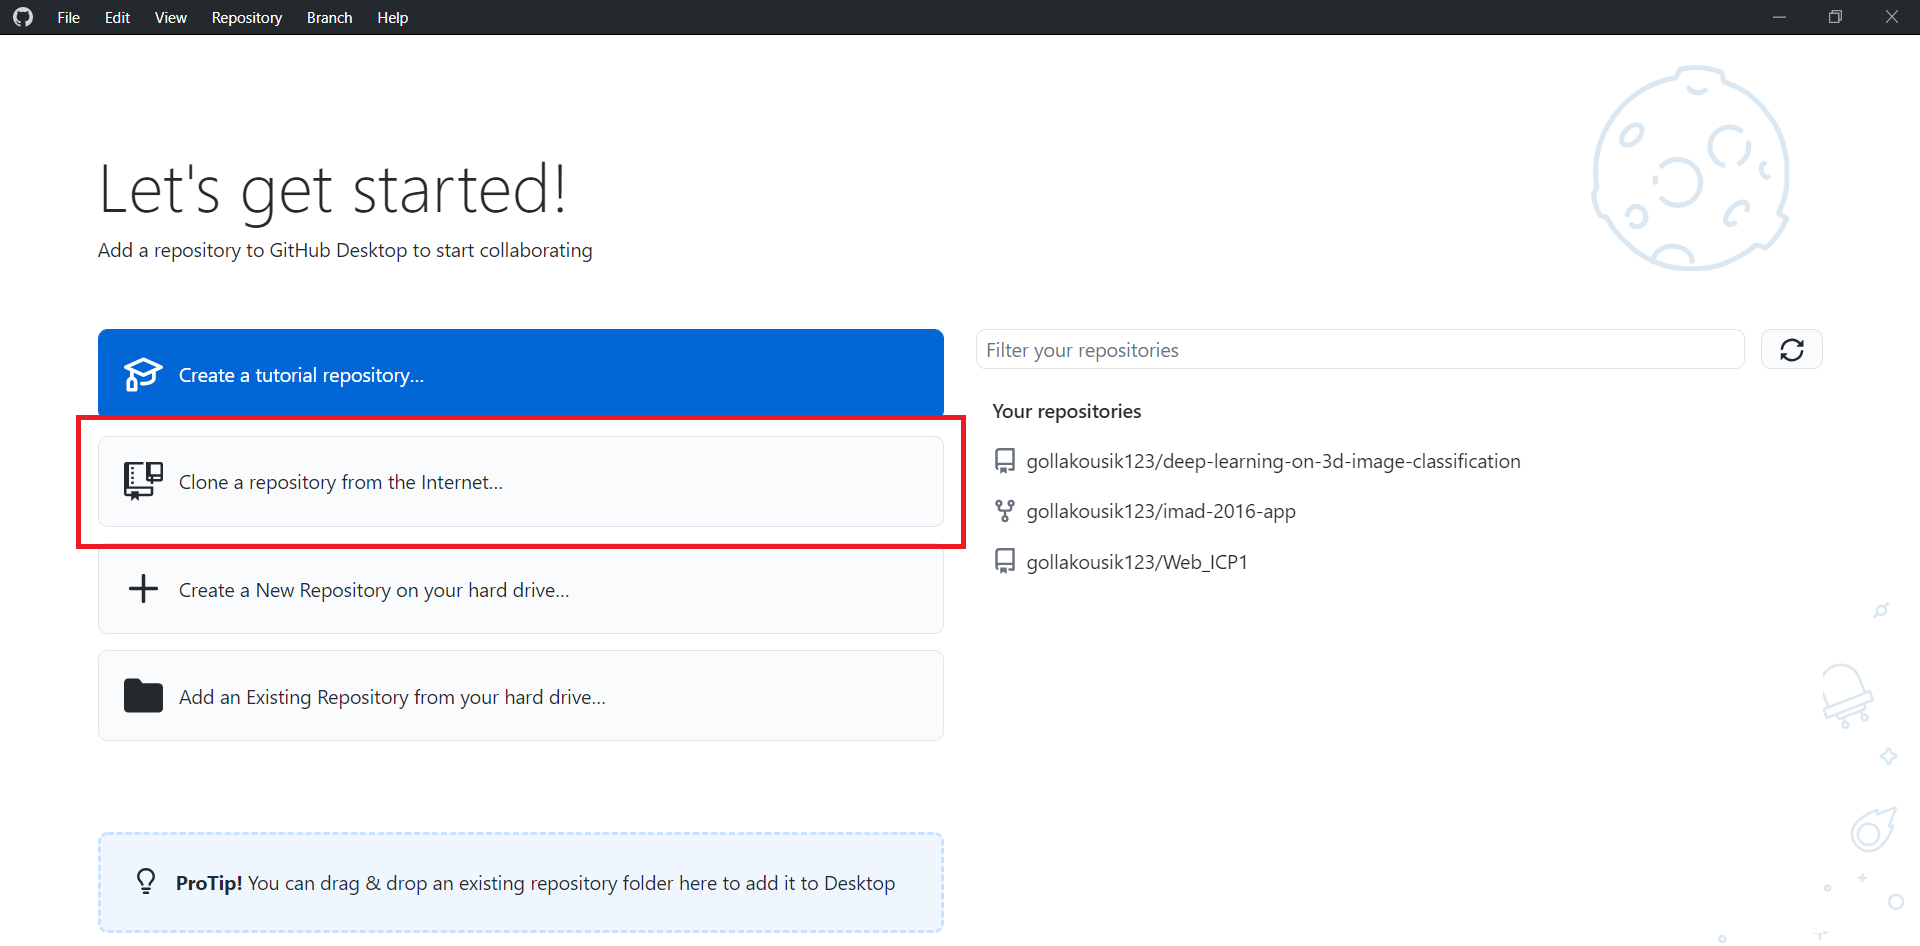 File Edit View Repository Branch Help
Let's get started!
Add a repository to GitHub Desktop to start collaborating
Create a tutorial repository...
Clone a repository from the Internet...
Create a New Repository on your hard drive...
Add an Existing Repository from your hard drive...
ProTip! You can drag & drop an existing repository folder here to add it to Desktop
Filter your repositories
Your repositories
gollakousik123/deep-learning-on-3d-image-classification
gollakousik123/imad-2016-app
gollakousik123/Web_ICP1